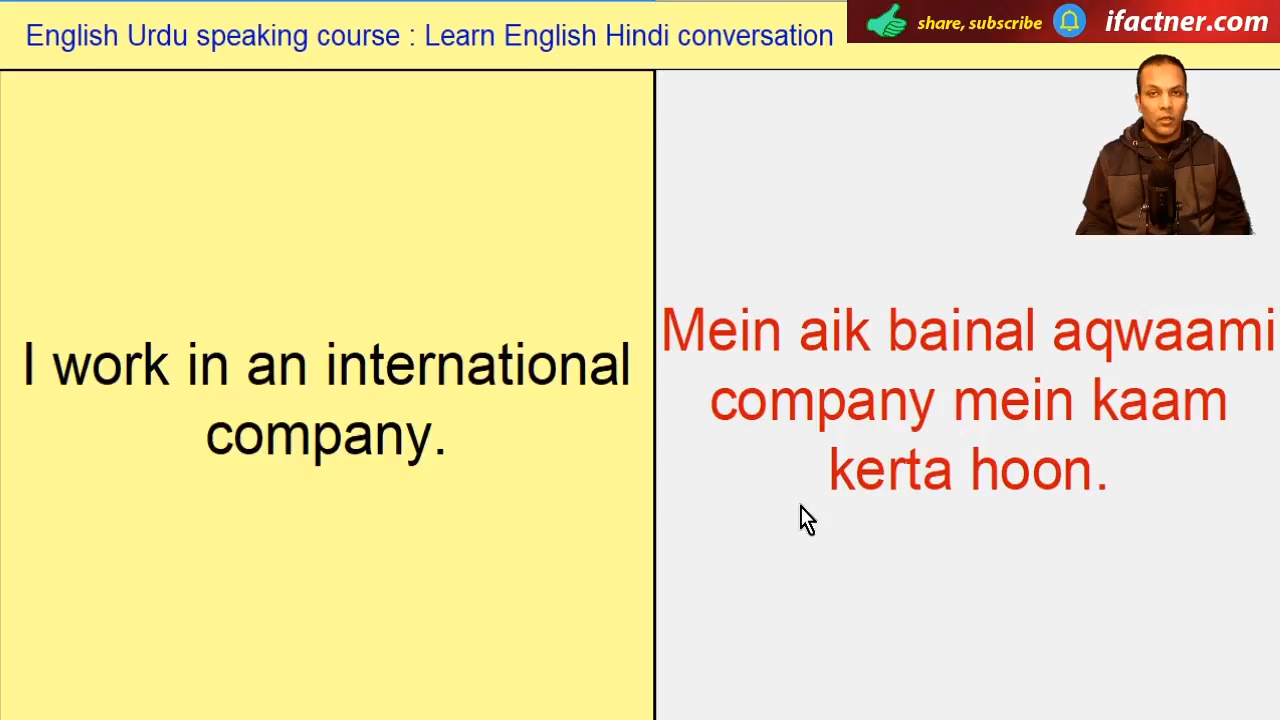 English Urdu speaking course : Learn English Hindi conversation
share, subscribe
ifactner.com
I work in an international
company.
Mein aik bainal aqwaami
company mein kaam
kerta hoon.